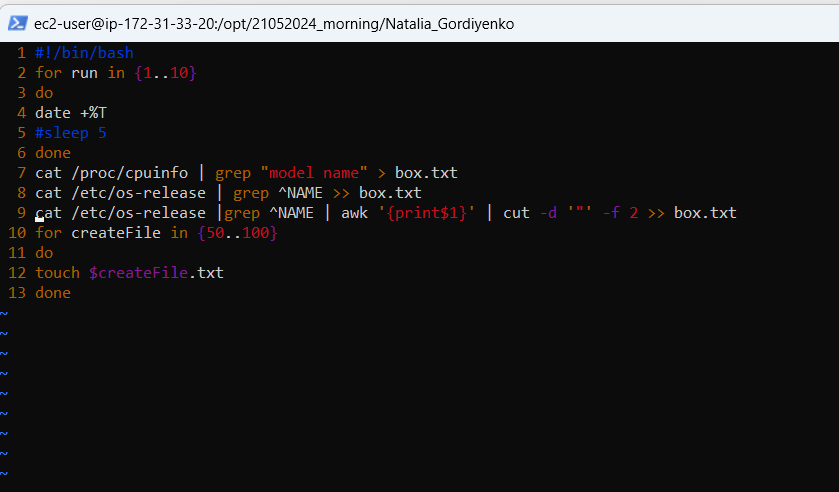 ec2-user@ip-172-31-33-20:/opt/21052024_morning/Natalia_Gordiyenko
1 #!/bin/bash
2 for run in {1..10}
3 do
4 date +%T
5 #sleep 5
6 done
7 cat /proc/cpuinfo | grep "model name" > box.txt
8 cat /etc/os-release | grep ^NAME >> box.txt
9 cat /etc/os-release |grep ^NAME | awk '{print$1}' | cut -d '"' -f 2 >> box.txt
10 for createFile in {50..100}
11 do
12 touch $createFile.txt
13 done
~
~
~
~
~
~
~
~
~